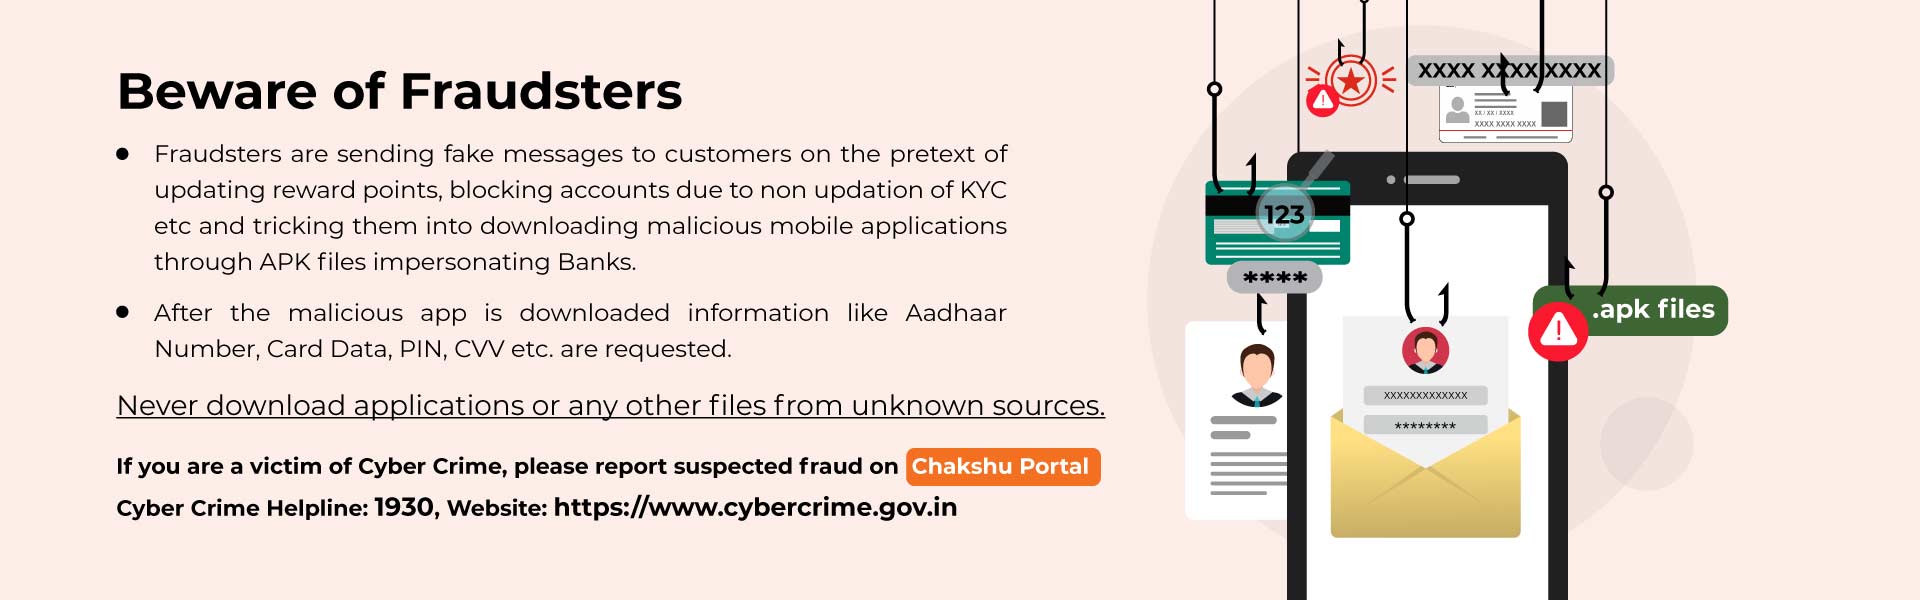 Beware of Fraudsters
Fraudsters are sending fake messages to customers on the pretext of
updating reward points, blocking accounts due to non updation of KYC
etc and tricking them into downloading malicious mobile applications
through APK files impersonating Banks.
After the malicious app is downloaded information like Aadhaar
Number, Card Data, PIN, CVV etc. are requested.
Never download applications or any other files from unknown sources.
If you are a victim of Cyber Crime, please report suspected fraud on Chakshu Portal
Cyber Crime Helpline: 1930, Website: https://www.cybercrime.gov.in
XXXX XXXX XXXX
XX / XX / XXXX
XXXX XXXX XXXX
123
****
.apk files
XXXXXXXXXXXXX
********